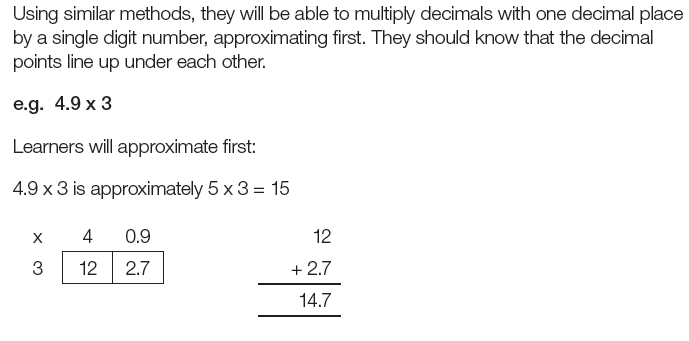 Using similar methods, they will be able to multiply decimals with one decimal place
by a single digit number, approximating first. They should know that the decimal
points line up under each other.
e.g. 4.9 x 3
Learners will approximate first:
4.9 x 3 is approximately 5 x 3 = 15
x 4 0.9 12
3 12 2.7 + 2.7
14.7